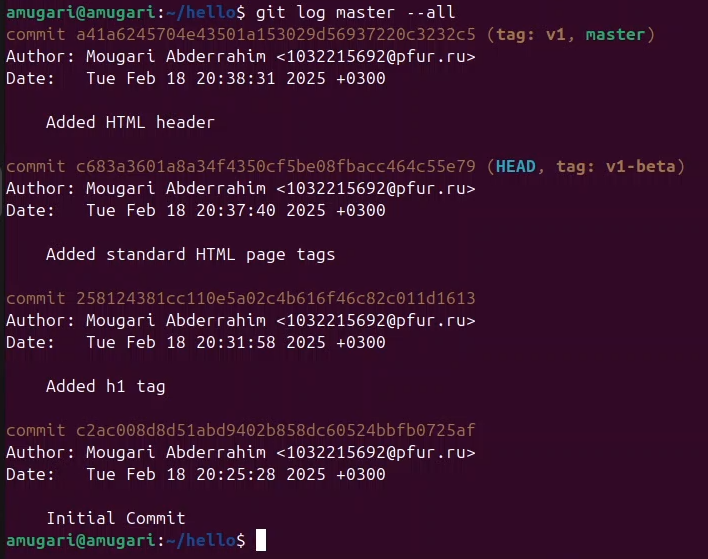 amugari@amugari:~/hello$ git log master --all
commit a41a6245704e43501a153029d56937220c3232c5 (tag: v1, master)
Author: Mougari Abderrahim <1032215692@pfur.ru>
Date:   Tue Feb 18 20:38:31 2025 +0300
    Added HTML header
commit c683a3601a8a34f4350cf5be08fbacc464c55e79 (HEAD, tag: v1-beta)
Author: Mougari Abderrahim <1032215692@pfur.ru>
Date:   Tue Feb 18 20:37:40 2025 +0300
    Added standard HTML page tags
commit 258124381cc110e5a02c4b616f46c82c011d1613
Author: Mougari Abderrahim <1032215692@pfur.ru>
Date:   Tue Feb 18 20:31:58 2025 +0300
    Added h1 tag
commit c2ac008d8d51abd9402b858dc60524bbfb0725af
Author: Mougari Abderrahim <1032215692@pfur.ru>
Date:   Tue Feb 18 20:25:28 2025 +0300
    Initial Commit
amugari@amugari:~/hello$